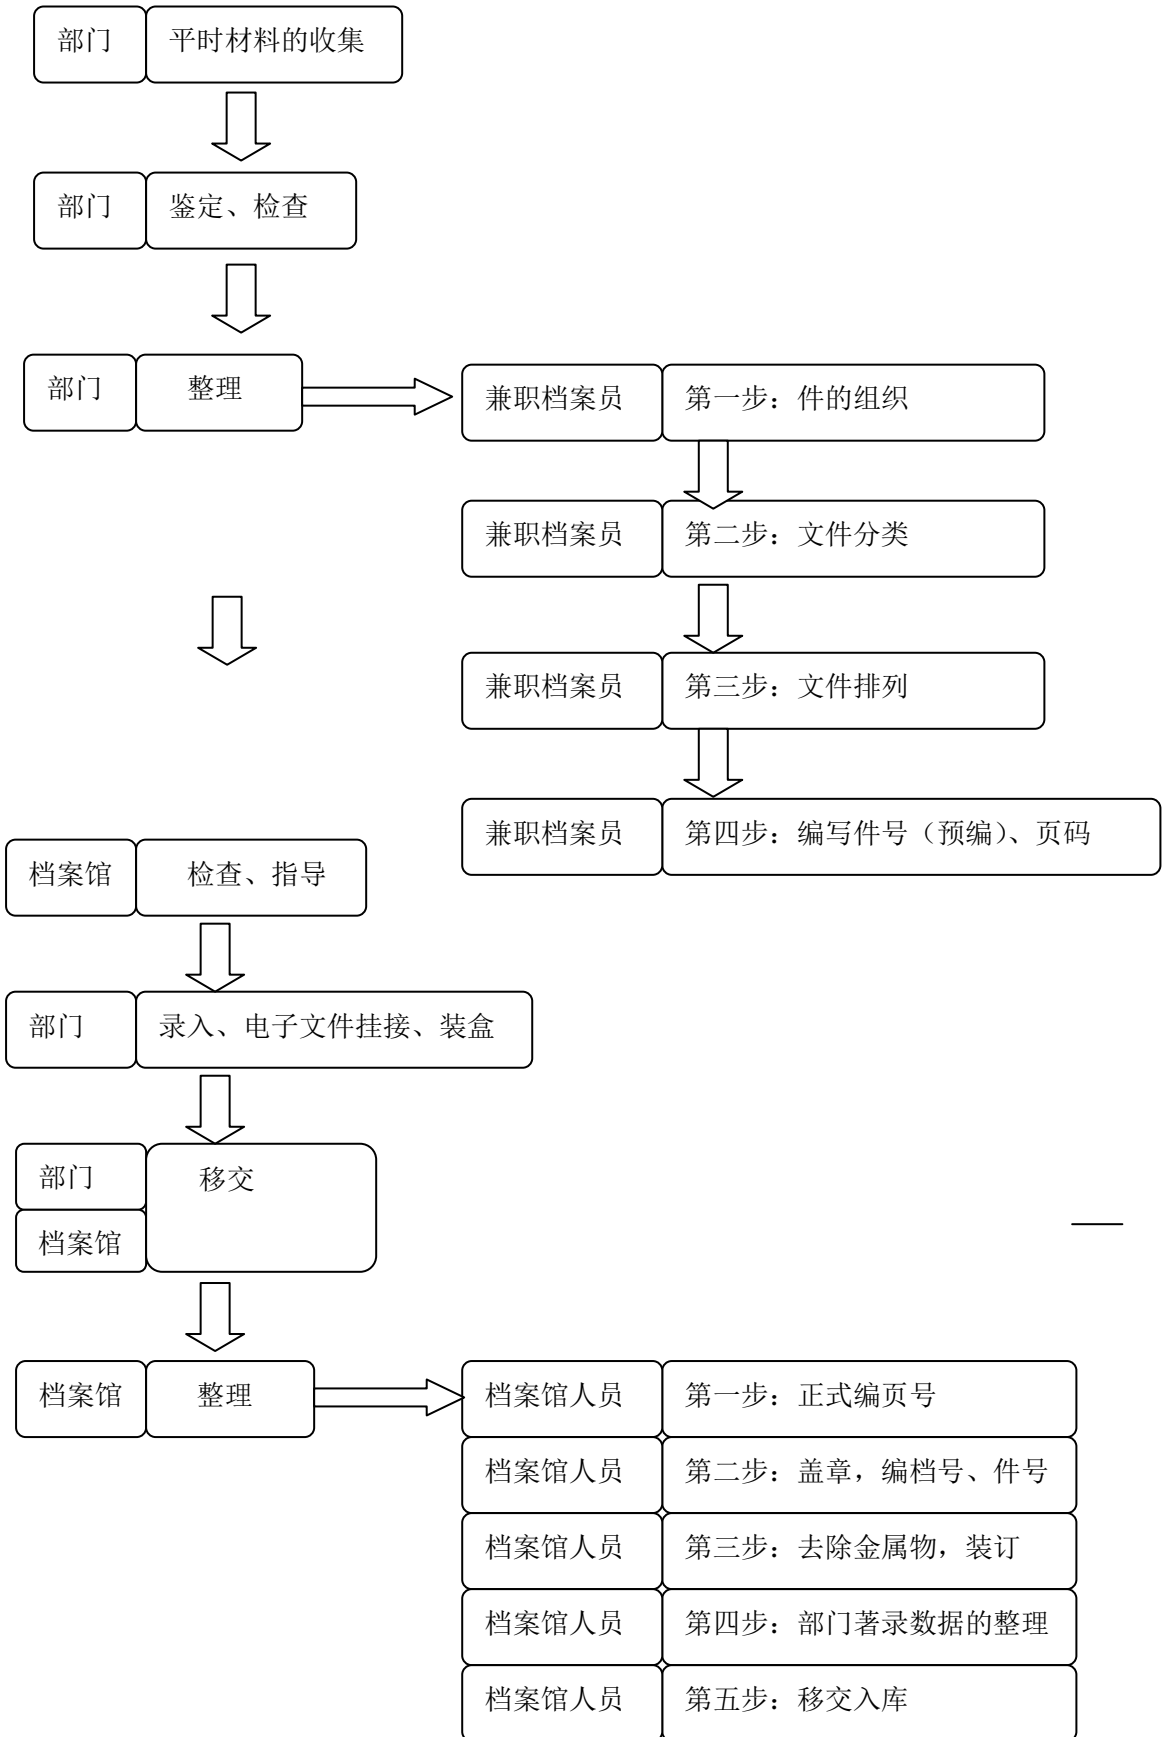 部门 平时材料的收集
部门 鉴定、检查
部门 整理
兼职档案员 第一步：件的组织
兼职档案员 第二步：文件分类
兼职档案员 第三步：文件排列
兼职档案员 第四步：编写件号（预编）、页码
档案馆 检查、指导
部门 录入、电子文件挂接、装盒
部门 移交
档案馆
档案馆 整理
档案馆人员 第一步：正式编页号
档案馆人员 第二步：盖章，编档号、件号
档案馆人员 第三步：去除金属物，装订
档案馆人员 第四步：部门著录数据的整理
档案馆人员 第五步：移交入库